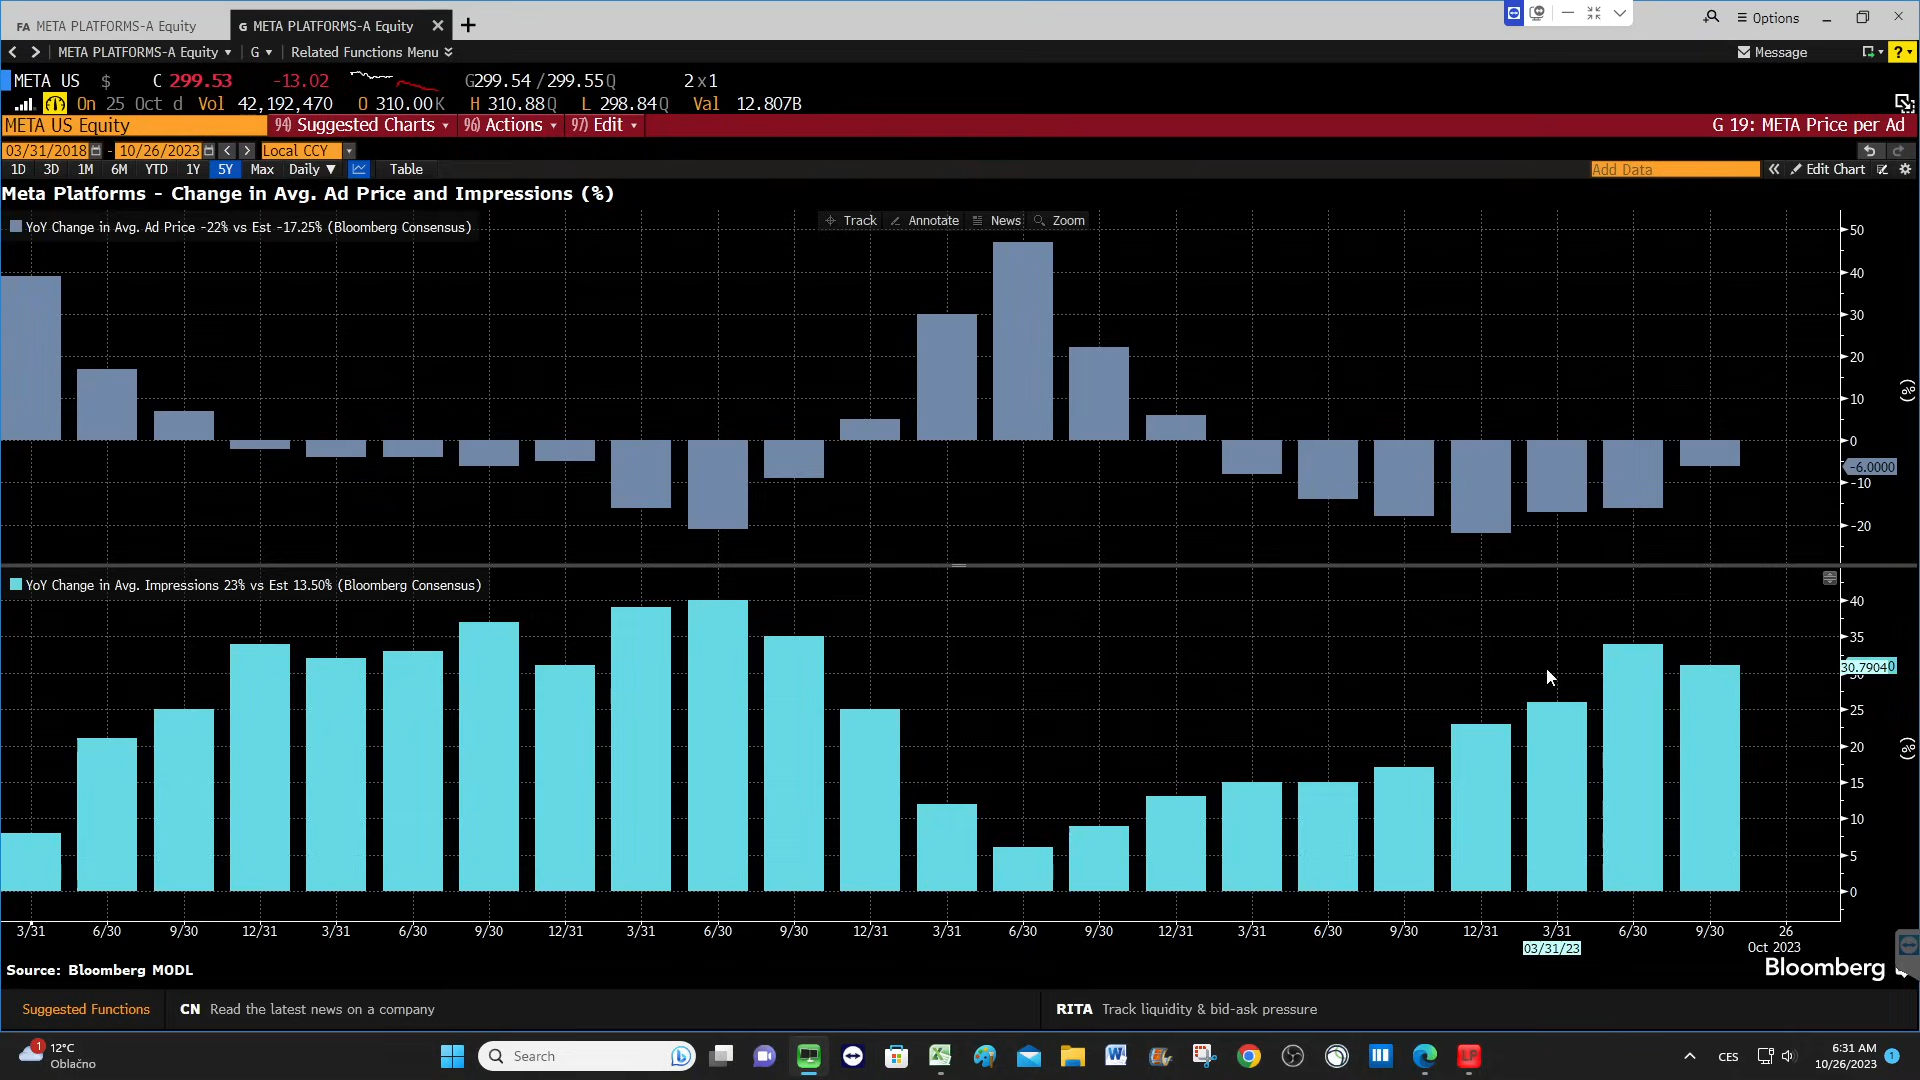 FA META PLATFORMS-A Equity
G META PLATFORMS-A Equity
Options
META PLATFORMS-A Equity
G
Related Functions Menu
Message
?
META US $ C 299.53 -13.02 G299.54 /299.55Q 2x1
On 25 Oct d Vol 42,192,470 O 310.00K H 310.88Q L 298.84Q Val 12.807B
META US Equity
94) Suggested Charts
96) Actions
97) Edit
G 19: META Price per Ad
03/31/2018 - 10/26/2023
Local CCY
1D 3D 1M 6M YTD 1Y 5Y Max Daily ▼ Table
Add Data
« Edit Chart
Meta Platforms - Change in Avg. Ad Price and Impressions (%)
Track Annotate News Zoom
YoY Change in Avg. Ad Price -22% vs Est -17.25% (Bloomberg Consensus)
50
40
30
20
10
0
-6.0000
-10
-20
(%)
YoY Change in Avg. Impressions 23% vs Est 13.50% (Bloomberg Consensus)
40
35
30.79040
30
25
20
15
10
5
0
(%)
3/31 6/30 9/30 12/31 3/31 6/30 9/30 12/31 3/31 6/30 9/30 12/31 3/31 6/30 9/30 12/31 3/31 6/30 9/30 12/31 3/31 6/30 9/30 26
03/31/23
Oct 2023
Source: Bloomberg MODL
Bloomberg
Suggested Functions
CN Read the latest news on a company
RITA Track liquidity & bid-ask pressure
1
12°C
Oblačno
Search
CES
6:31 AM
10/26/2023
1